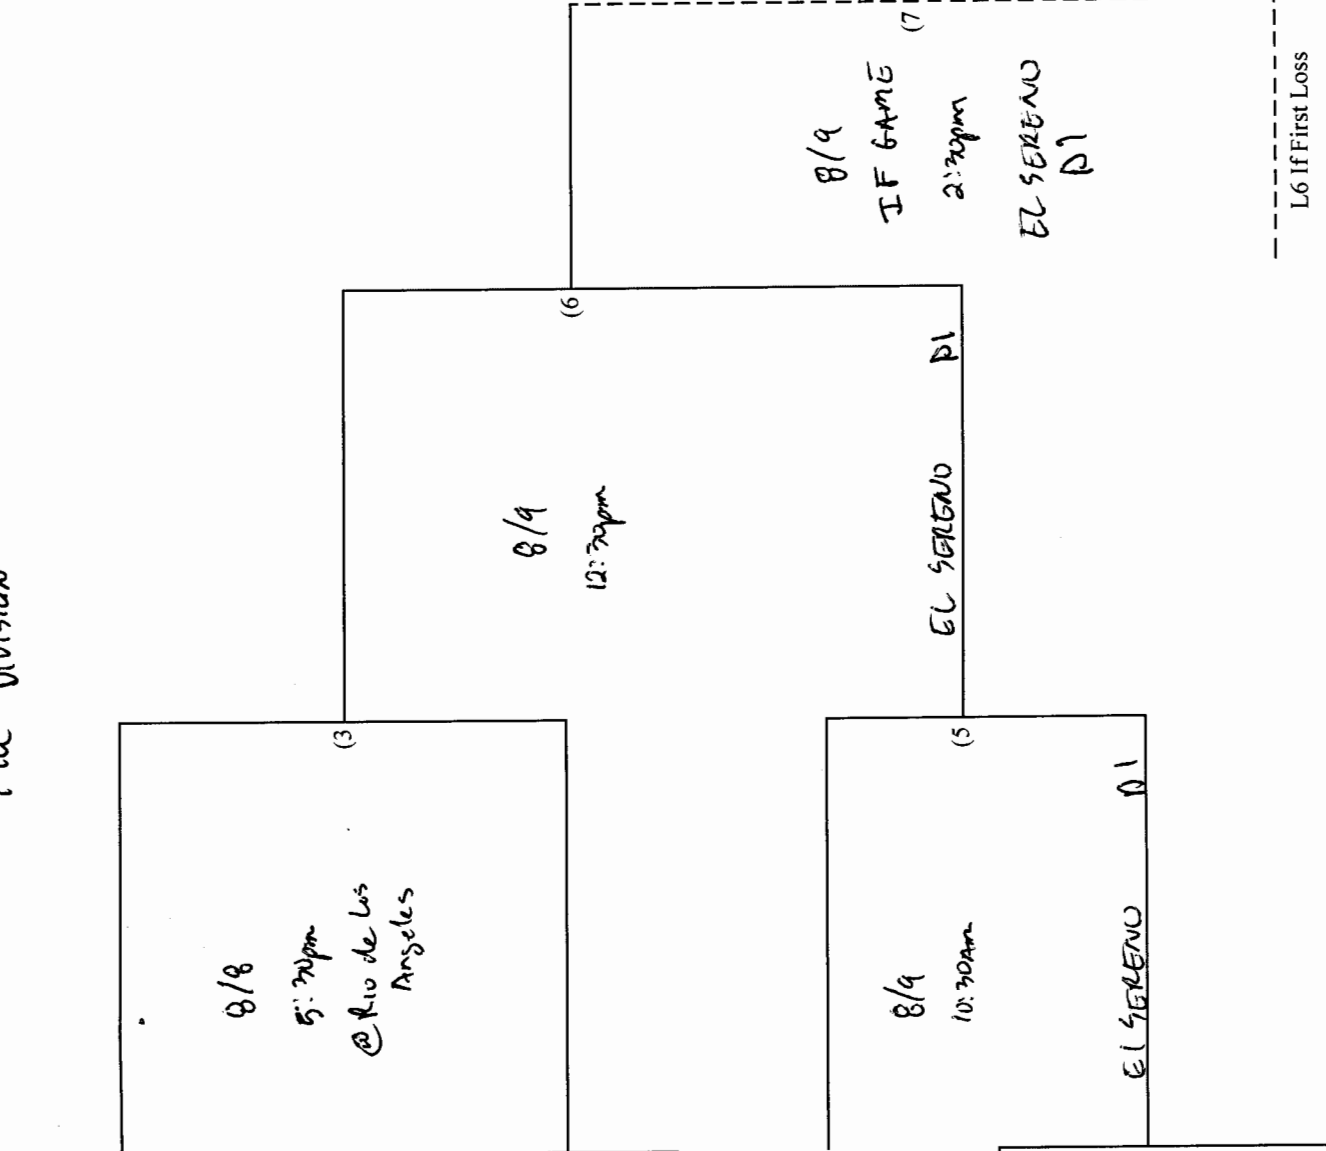 DIVISION
8/8
5:30pm
@ Rio de Los
Angeles
(3
8/9
12:30pm
(6
8/9
IF GAME
2:30pm
EL SERENO
D1
(7
8/9
10:30AM
(5
EL SERENO D1
EL SERENO D1
L6 If First Loss